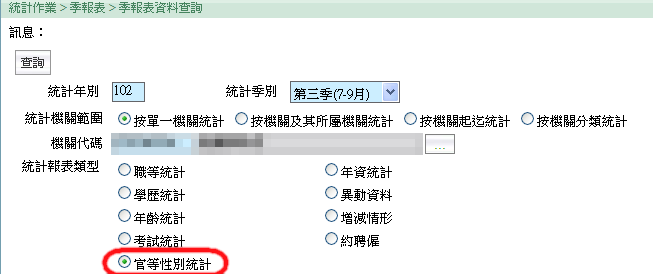 統計作業 > 季報表 > 季報表資料查詢
訊息：
查詢
統計年別 102 統計季別 第三季(7-9月)
統計機關範圍 按單一機關統計 按機關及其所屬機關統計 按機關起迄統計 按機關分類統計
機關代碼 ...
統計報表類型 職等統計 年資統計
學歷統計 異動資料
年齡統計 增減情形
考試統計 約聘僱
官等性別統計